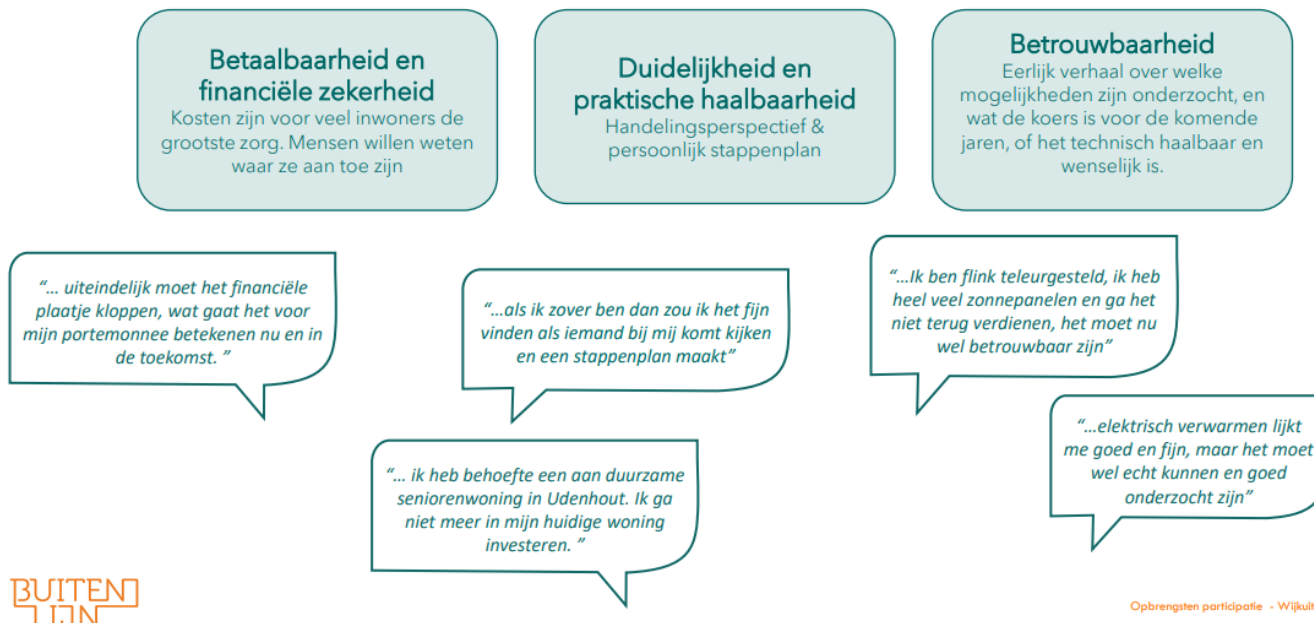 Betaalbaarheid en
financiële zekerheid
Kosten zijn voor veel inwoners de
grootste zorg. Mensen willen weten
waar ze aan toe zijn
Duidelijkheid en
praktische haalbaarheid
Handelingsperspectief &
persoonlijk stappenplan
Betrouwbaarheid
Eerlijk verhaal over welke
mogelijkheden zijn onderzocht, en
wat de koers is voor de komende
jaren, of het technisch haalbaar en
wenselijk is.
“... uiteindelijk moet het financiële
plaatje kloppen, wat gaat het voor
mijn portemonnee betekenen nu en in
de toekomst. ”
“...als ik zover ben dan zou ik het fijn
vinden als iemand bij mij komt kijken
en een stappenplan maakt”
“...Ik ben flink teleurgesteld, ik heb
heel veel zonnepanelen en ga het
niet terug verdienen, het moet nu
wel betrouwbaar zijn”
“... ik heb behoefte een aan duurzame
seniorenwoning in Udenhout. Ik ga
niet meer in mijn huidige woning
investeren. ”
“...elektrisch verwarmen lijkt
me goed en fijn, maar het moet
wel echt kunnen en goed
onderzocht zijn”
BUITEN
IJN
Opbrengsten participatie - Wijkuit